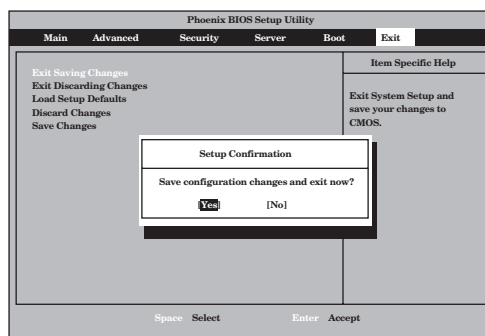 Phoenix BIOS Setup Utility
Main Advanced Security Server Boot Exit
Exit Saving Changes
Exit Discarding Changes
Load Setup Defaults
Discard Changes
Save Changes
Item Specific Help
Exit System Setup and
save your changes to
CMOS.
Setup Confirmation
Save configuration changes and exit now?
[Yes] [No]
Space Select Enter Accept